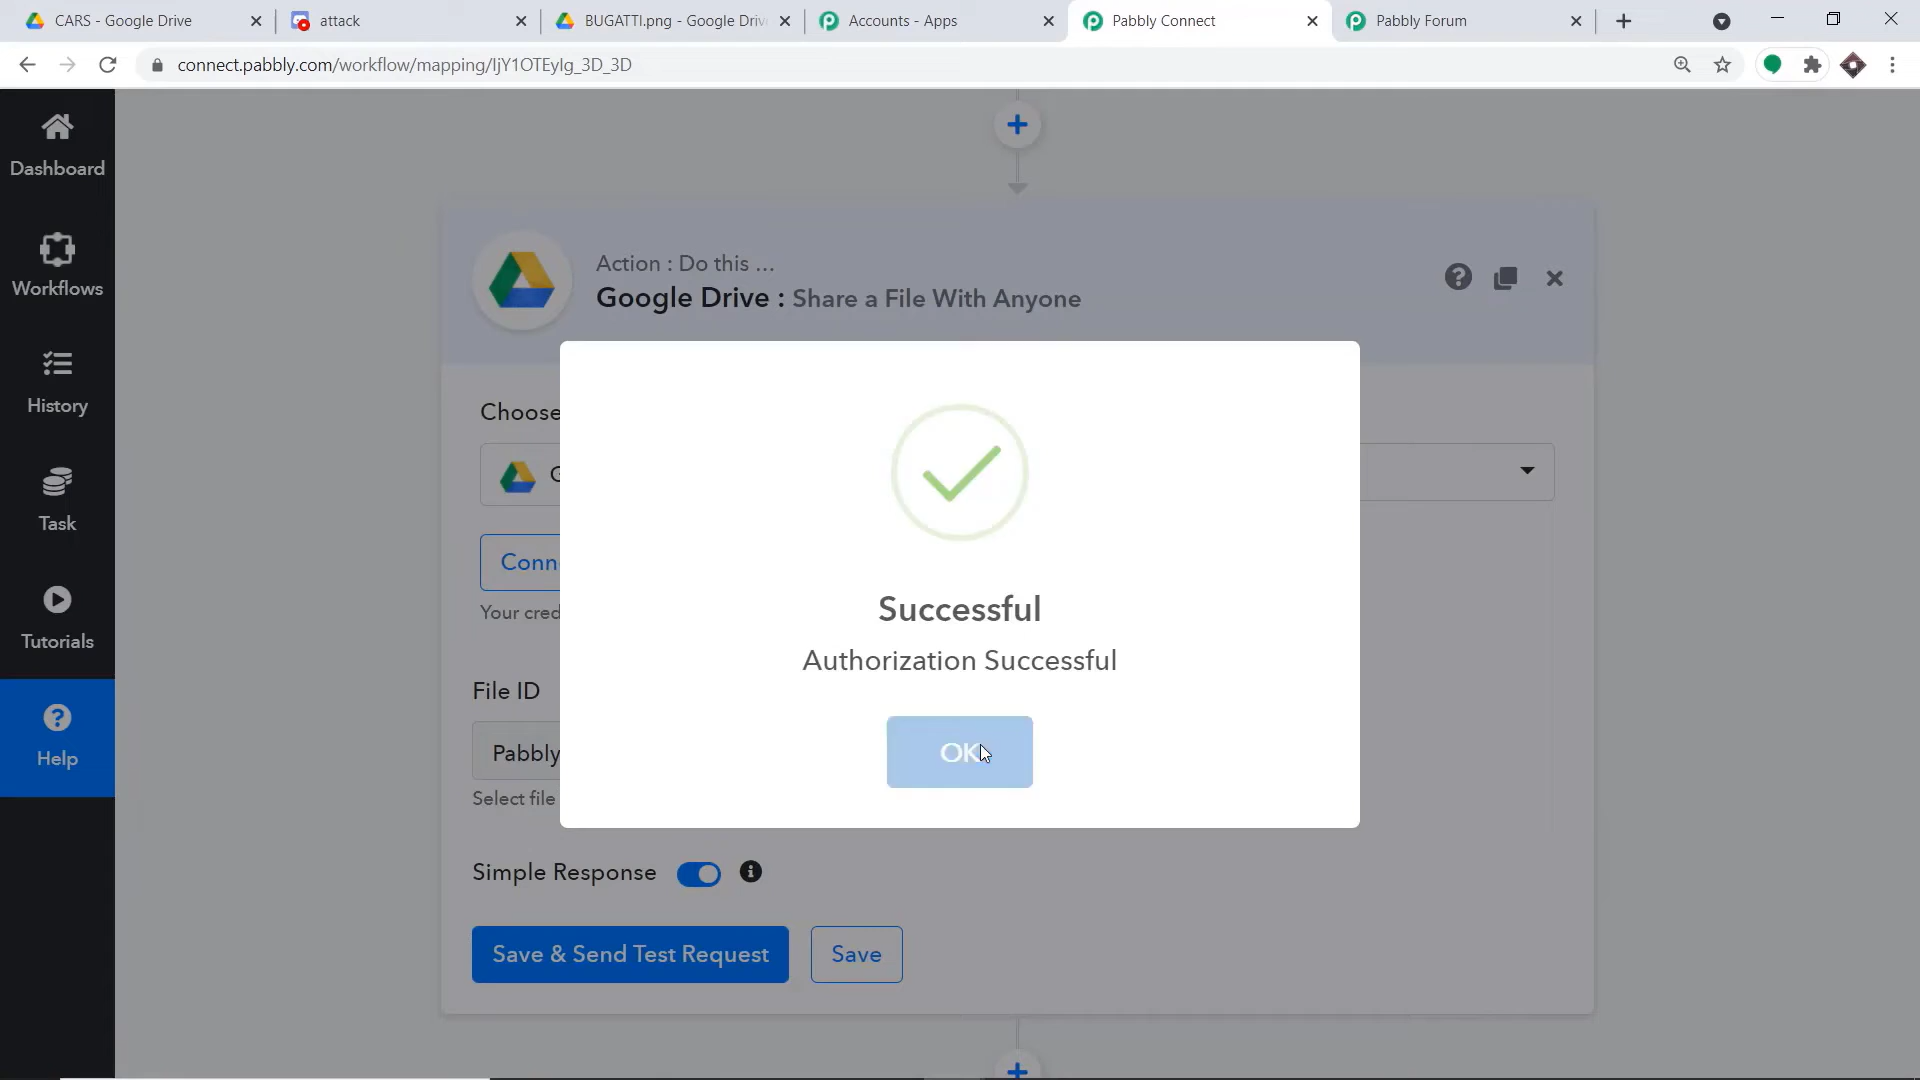 CARS - Google Drive
attack
BUGATTI.png - Google Driv
Accounts - Apps
Pabbly Connect
Pabbly Forum
connect.pabbly.com/workflow/mapping/IjY1OTEyIg_3D_3D
Dashboard
Workflows
History
Task
Tutorials
Help
Action : Do this ...
Google Drive : Share a File With Anyone
Choose
G
Conn
Your cred
File ID
Pabbly
Select file
Simple Response
Save & Send Test Request
Save
Successful
Authorization Successful
OK